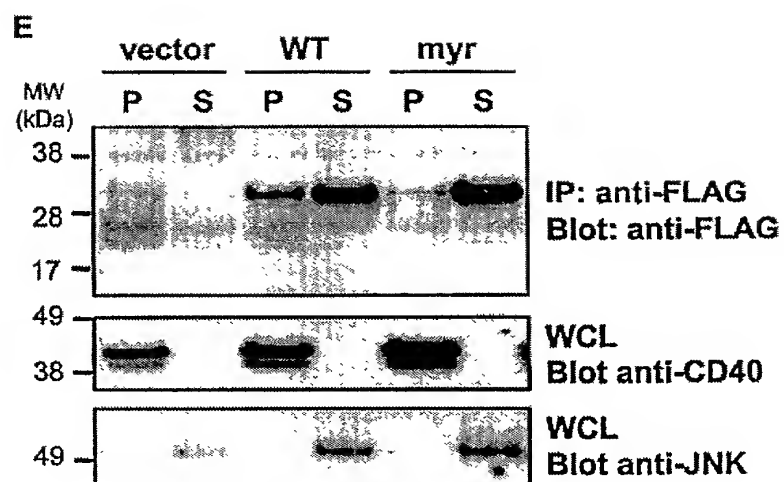 E
vector WT myr
MW
(kDa)
P S P S P S
38
28
17
IP: anti-FLAG
Blot: anti-FLAG
49
38
WCL
Blot anti-CD40
49
WCL
Blot anti-JNK